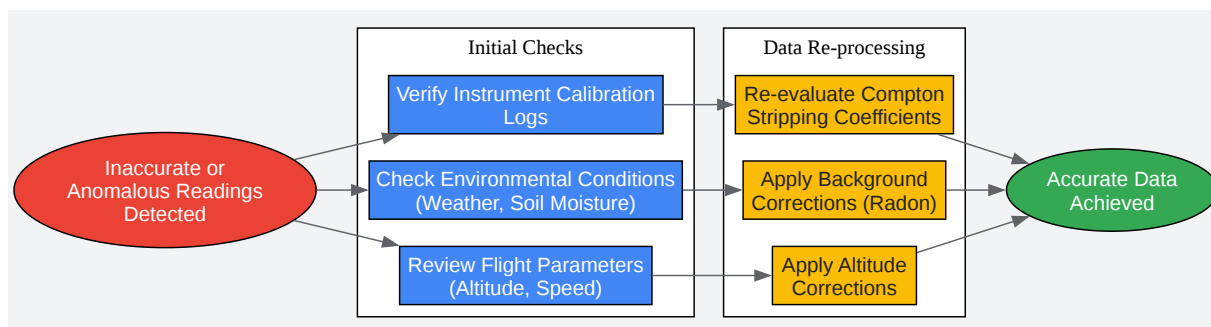 Inaccurate or
Anomalous Readings
Detected
Initial Checks
Verify Instrument Calibration
Logs
Check Environmental Conditions
(Weather, Soil Moisture)
Review Flight Parameters
(Altitude, Speed)
Data Re-processing
Re-evaluate Compton
Stripping Coefficients
Apply Background
Corrections (Radon)
Apply Altitude
Corrections
Accurate Data
Achieved